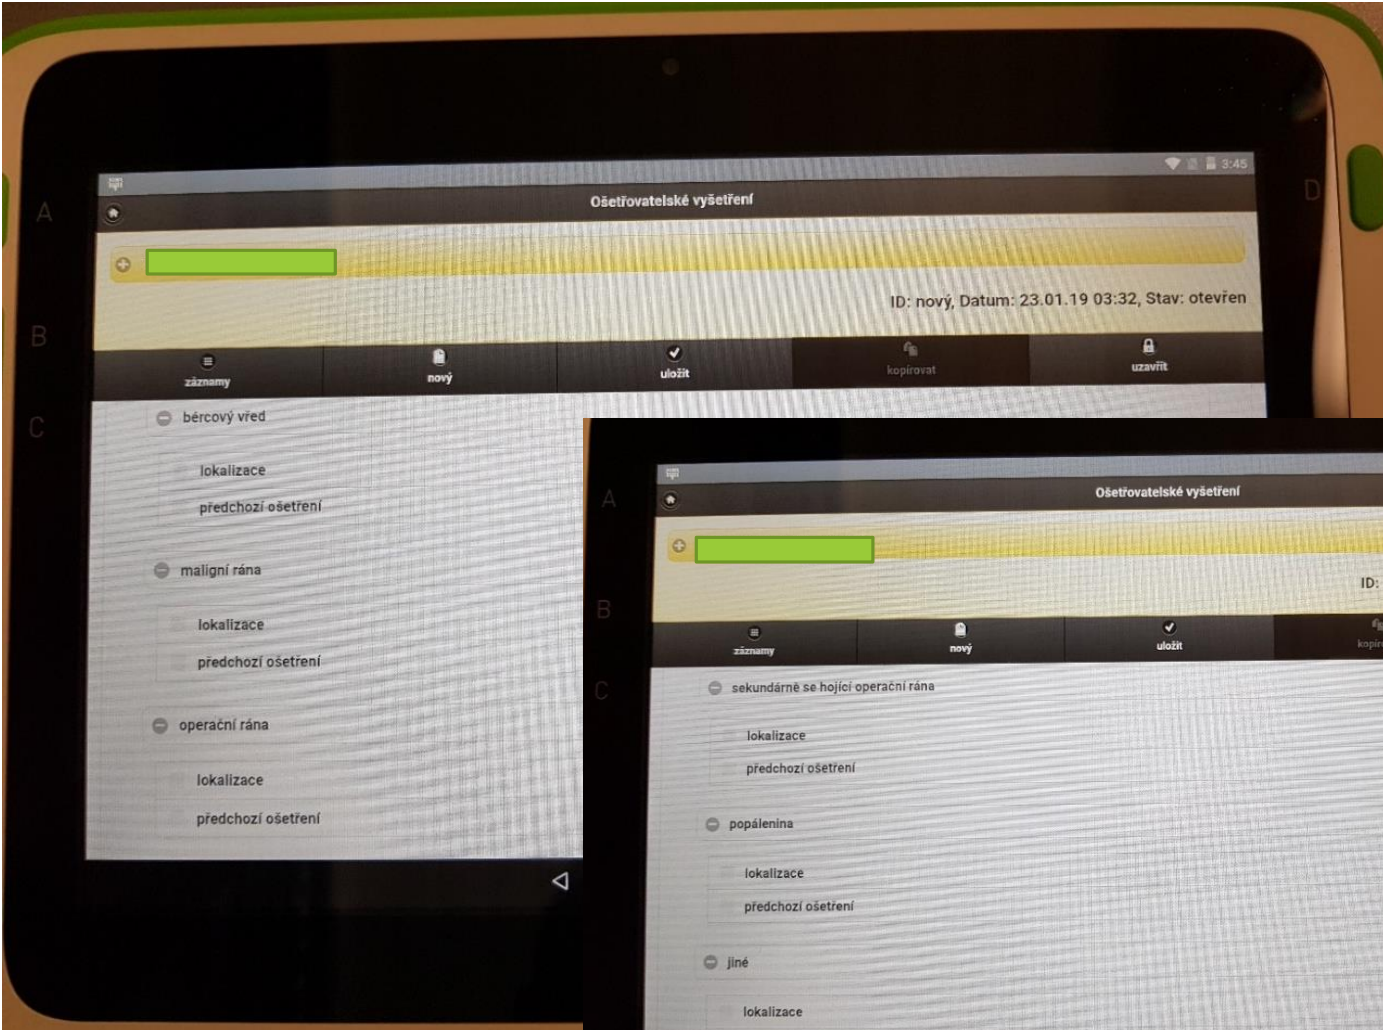 3:45
Ošetřovatelské vyšetření
ID: nový, Datum: 23.01.19 03:32, Stav: otevřen
záznamy
nový
uložit
kopírovat
uzavřít
bércový vřed
lokalizace
předchozí ošetření
maligní rána
lokalizace
předchozí ošetření
operační rána
lokalizace
předchozí ošetření
A
B
C
D
Ošetřovatelské vyšetření
ID:
záznamy
nový
uložit
sekundárně se hojící operační rána
lokalizace
předchozí ošetření
popálenina
lokalizace
předchozí ošetření
jiné
lokalizace
A
B
C